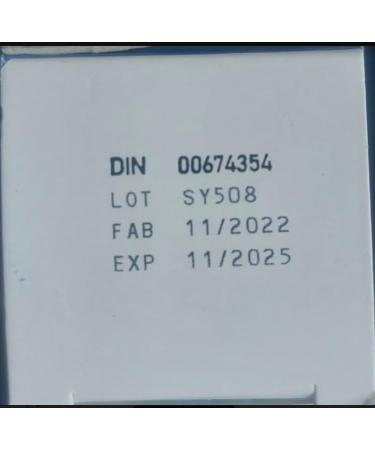 DIN 00674354
LOT SY508
FAB 11/2022
EXP 11/2025